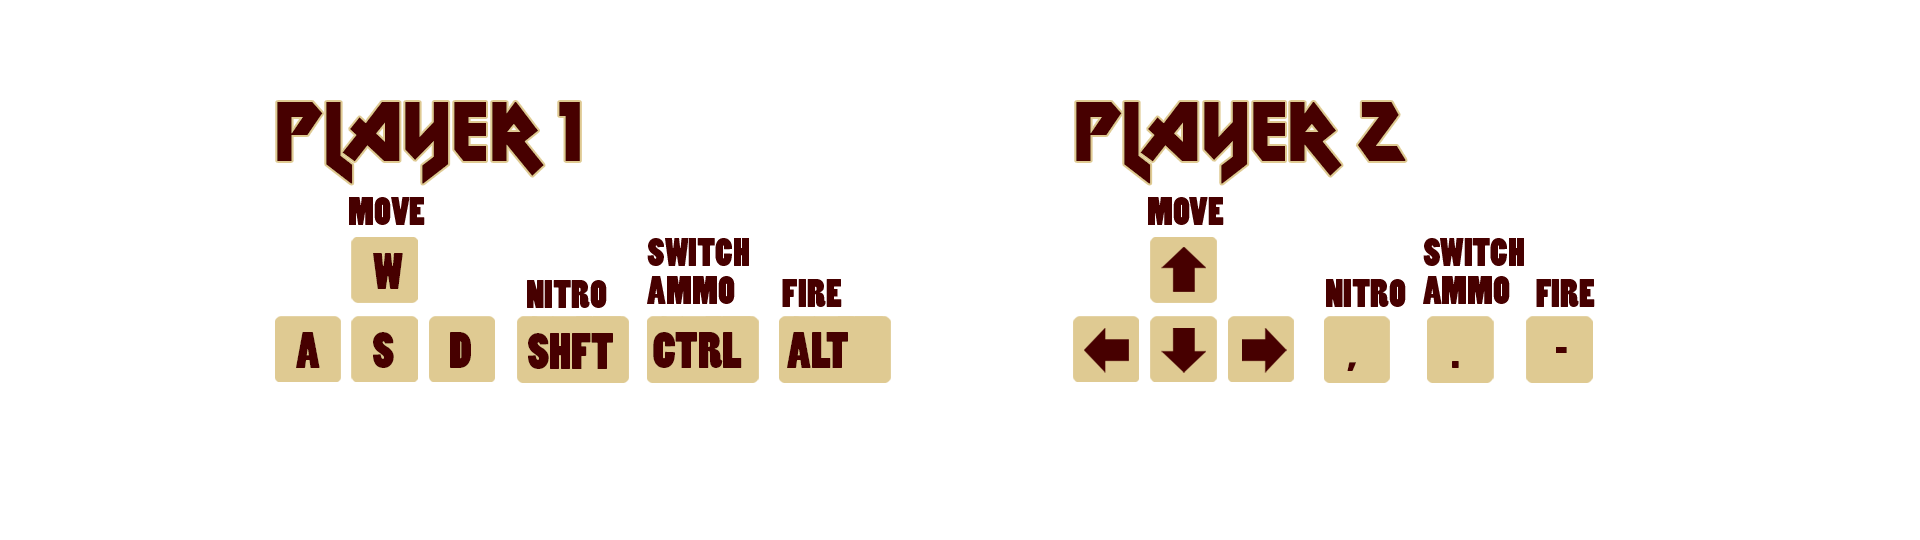 PLAYER 1
MOVE
W
A S D
NITRO
SHFT
SWITCH
AMMO
CTRL
FIRE
ALT
PLAYER 2
MOVE
NITRO
,
SWITCH
AMMO
.
FIRE
-